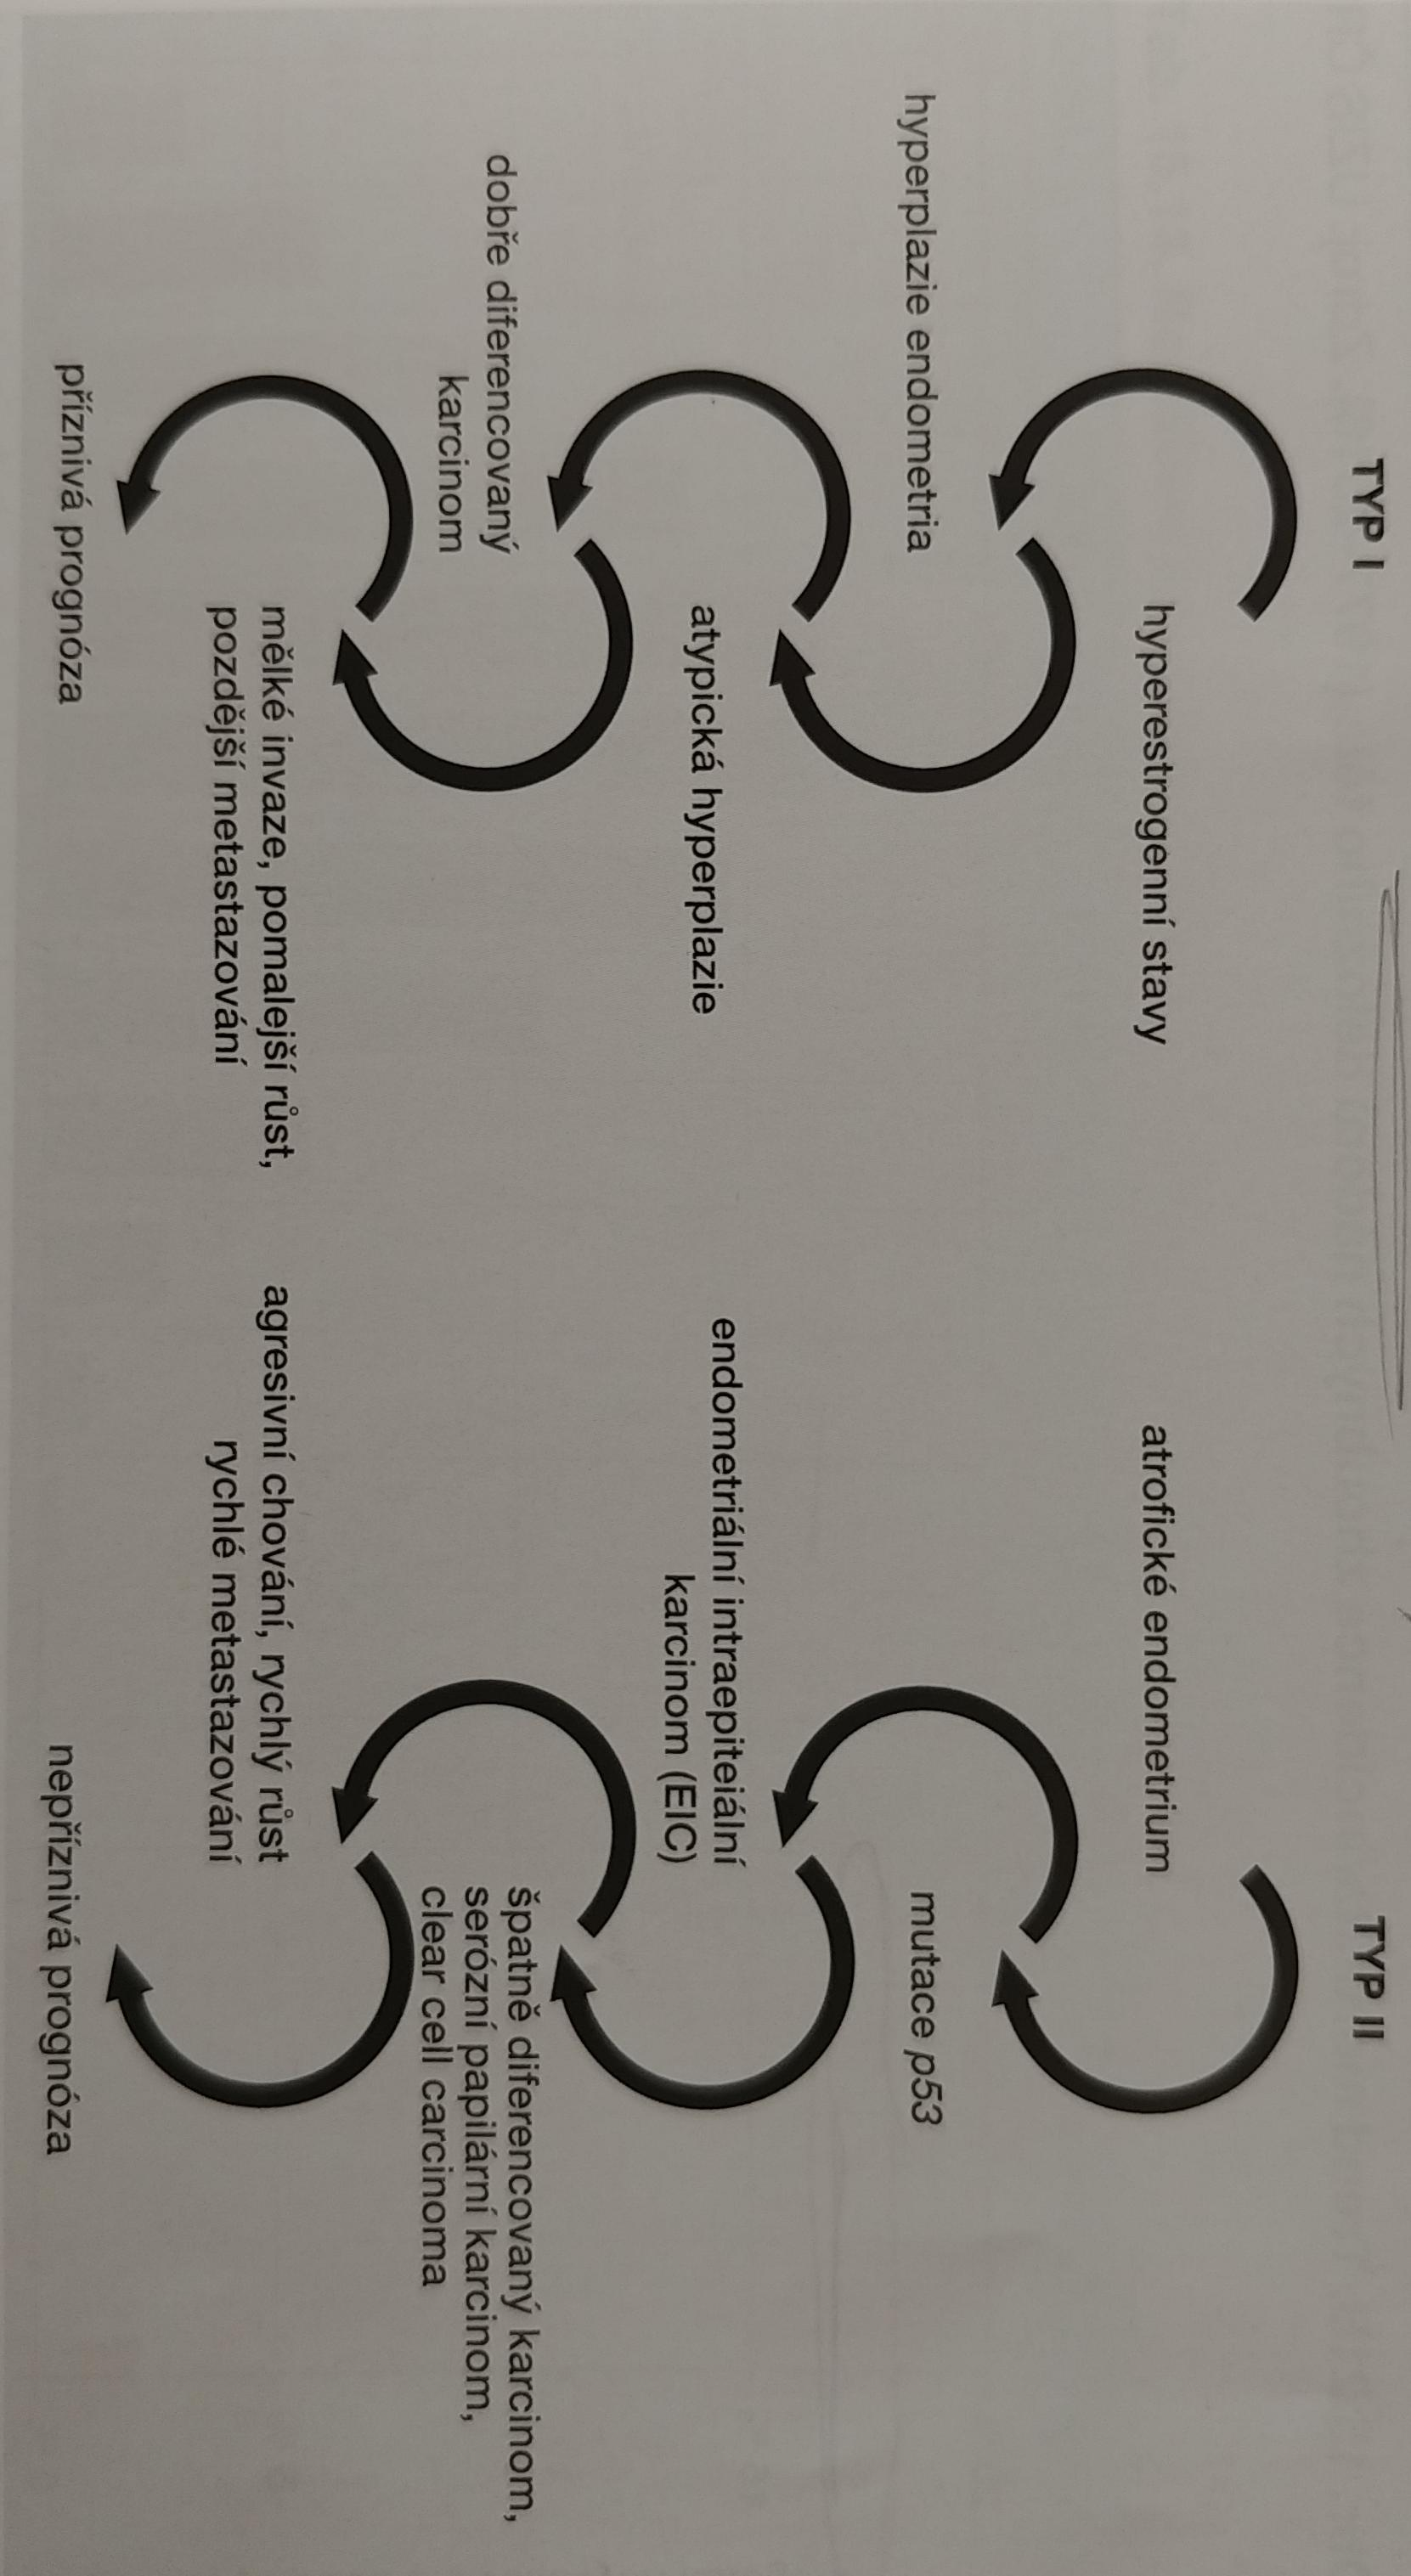 TYP I
hyperestrogenní stavy
hyperplazie endometria
atypická hyperplazie
dobře diferencovaný
karcinom
mělké invaze, pomalejší růst,
pozdější metastazování
příznivá prognóza
TYP II
atrofické endometrium
mutace p53
endometriální intraepiteiální
karcinom (EIC)
špatně diferencovaný karcinom,
serózní papilární karcinom,
clear cell carcinoma
agresivní chování, rychlý růst
rychlé metastazování
nepříznivá prognóza